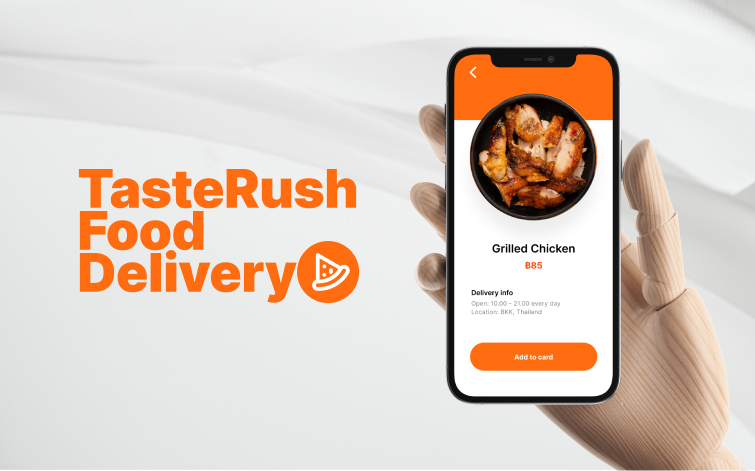 TasteRush
Food
Delivery
Grilled Chicken
฿85
Delivery info
Open: 10.00 - 21.00 every day
Location: BKK, Thailand
Add to card